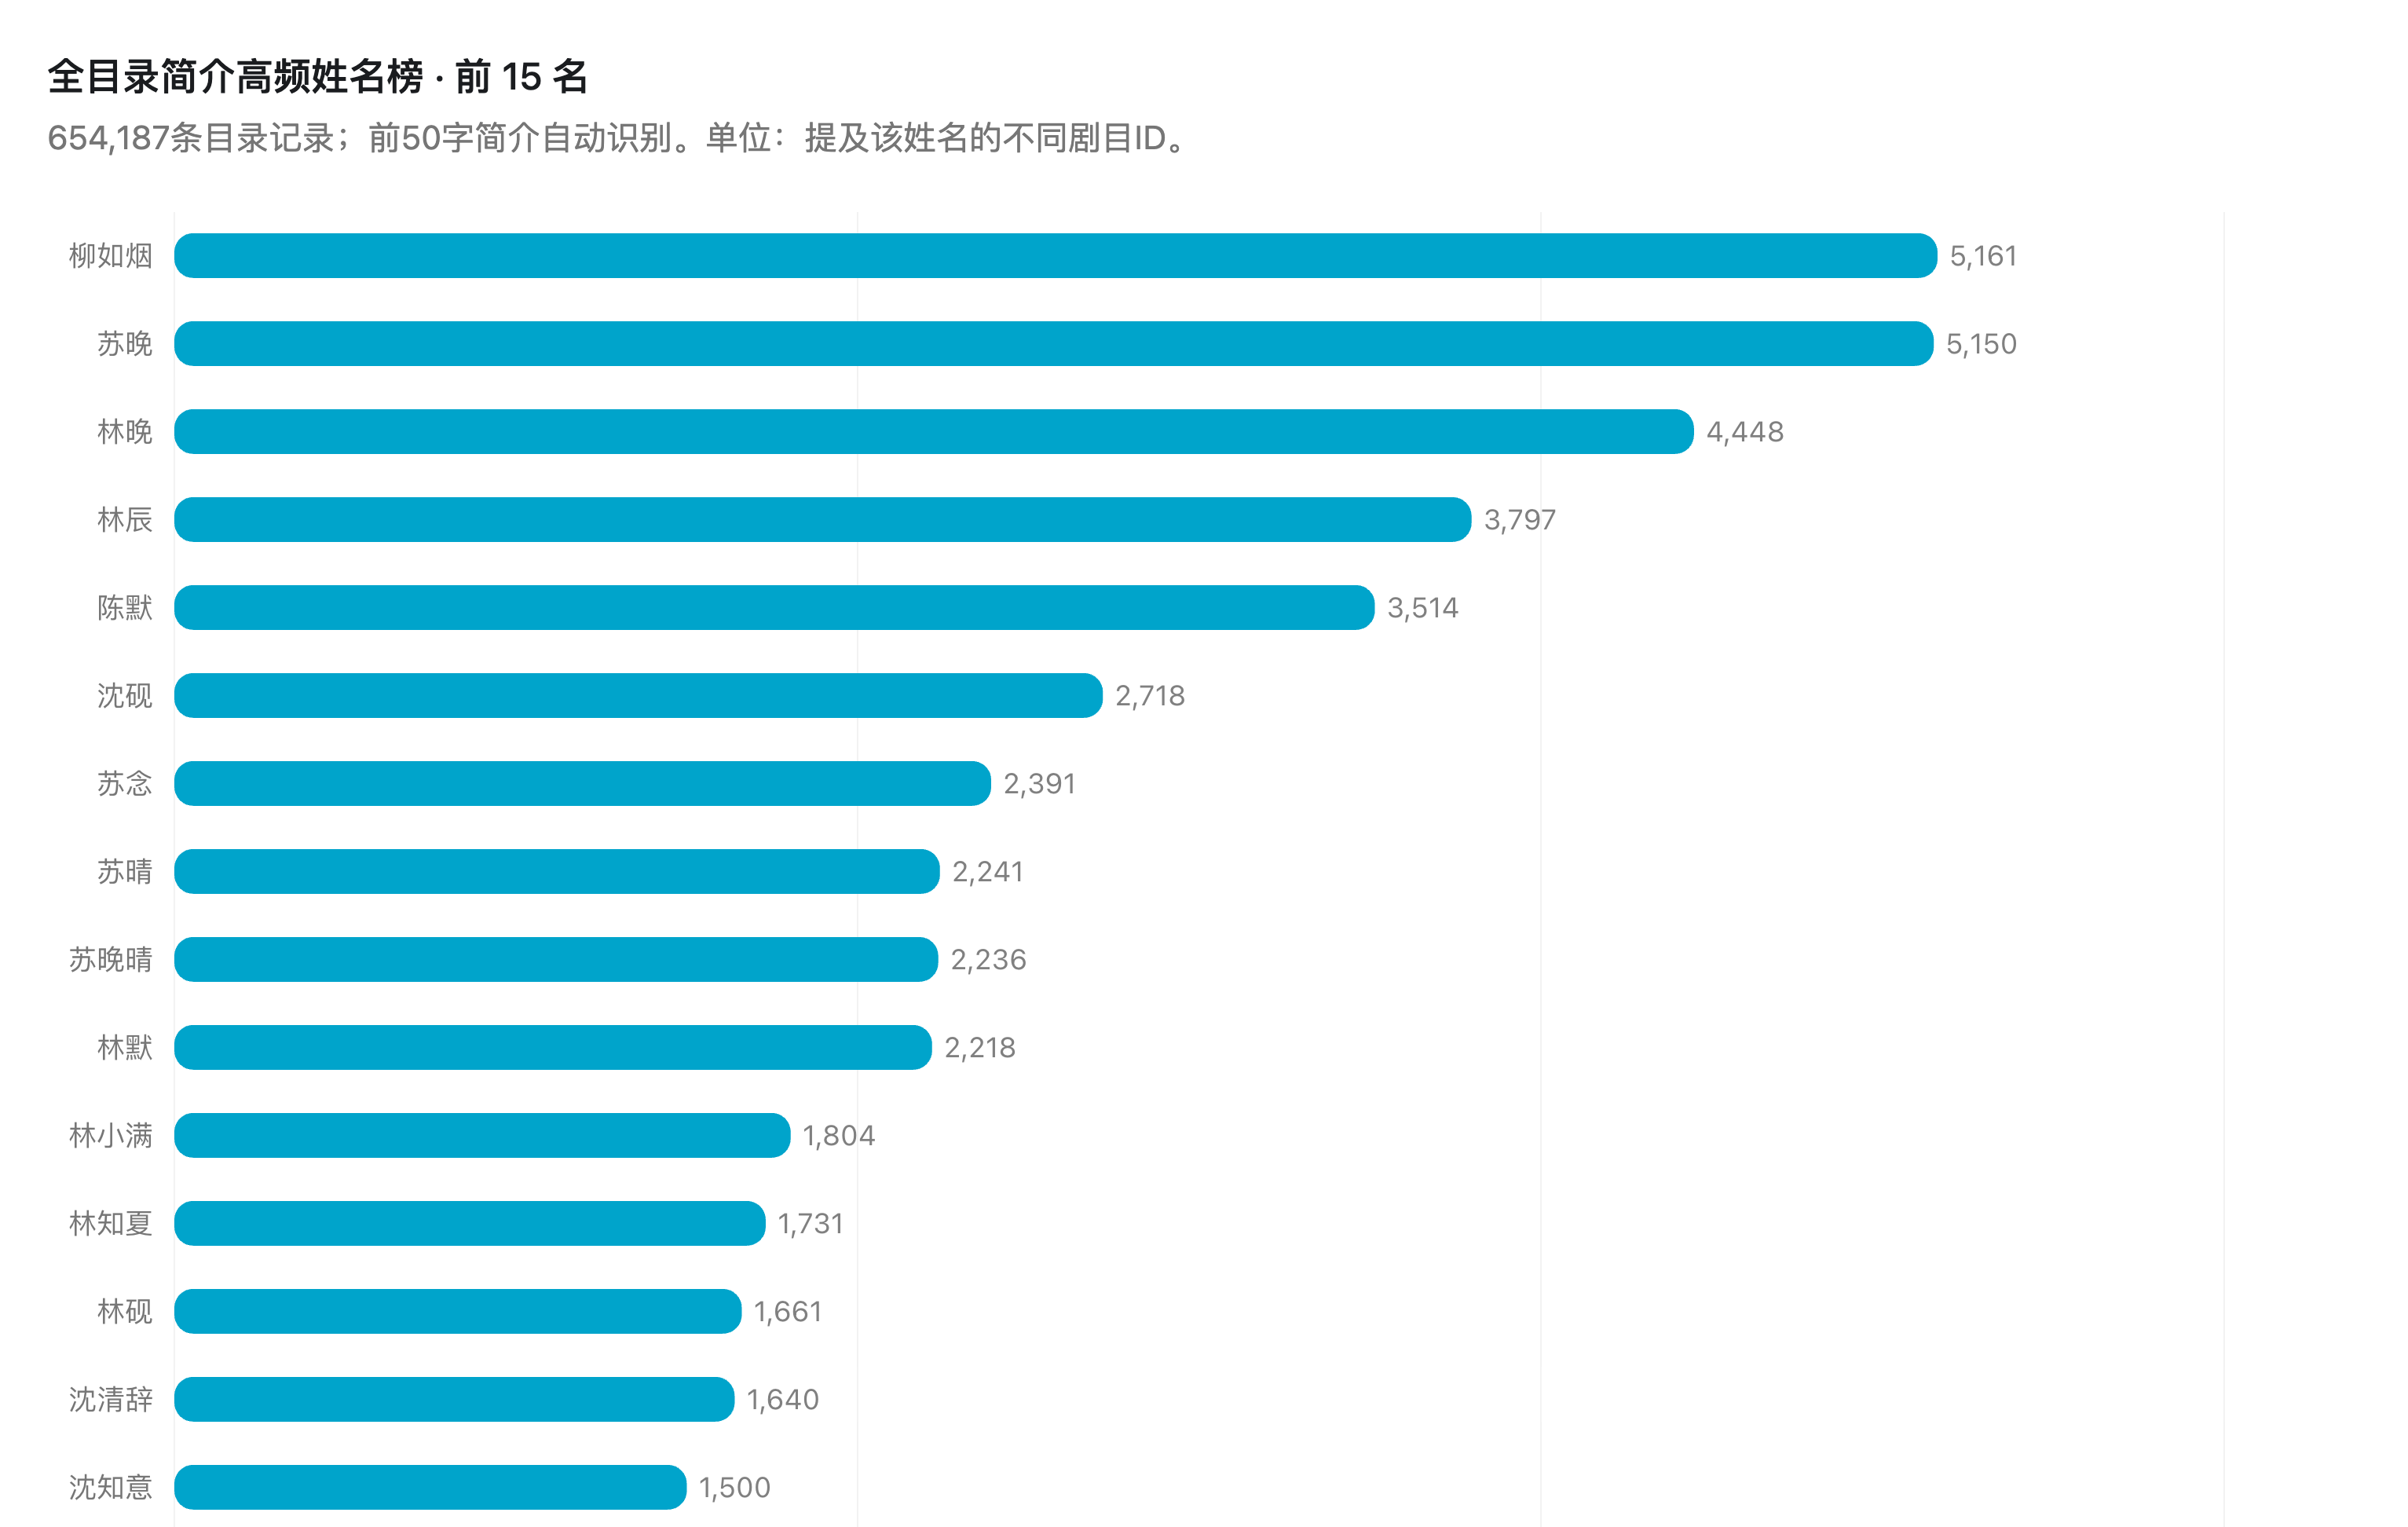 全目录简介高频姓名榜 · 前 15 名
654,187条目录记录；前50字简介自动识别。单位：提及该姓名的不同剧目ID。
柳如烟 5,161
苏晚 5,150
林晚 4,448
林辰 3,797
陈默 3,514
沈砚 2,718
苏念 2,391
苏晴 2,241
苏晚晴 2,236
林默 2,218
林小满 1,804
林知夏 1,731
林砚 1,661
沈清辞 1,640
沈知意 1,500